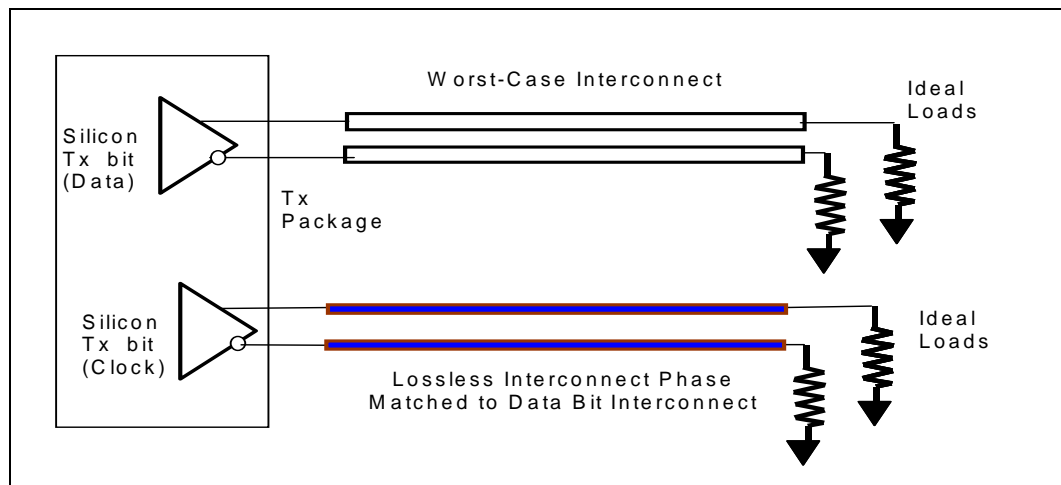 Worst-Case Interconnect
Ideal
Loads
Silicon
Tx bit
(Data)
Tx
Package
Silicon
Tx bit
(Clock)
Ideal
Loads
Lossless Interconnect Phase
Matched to Data Bit Interconnect